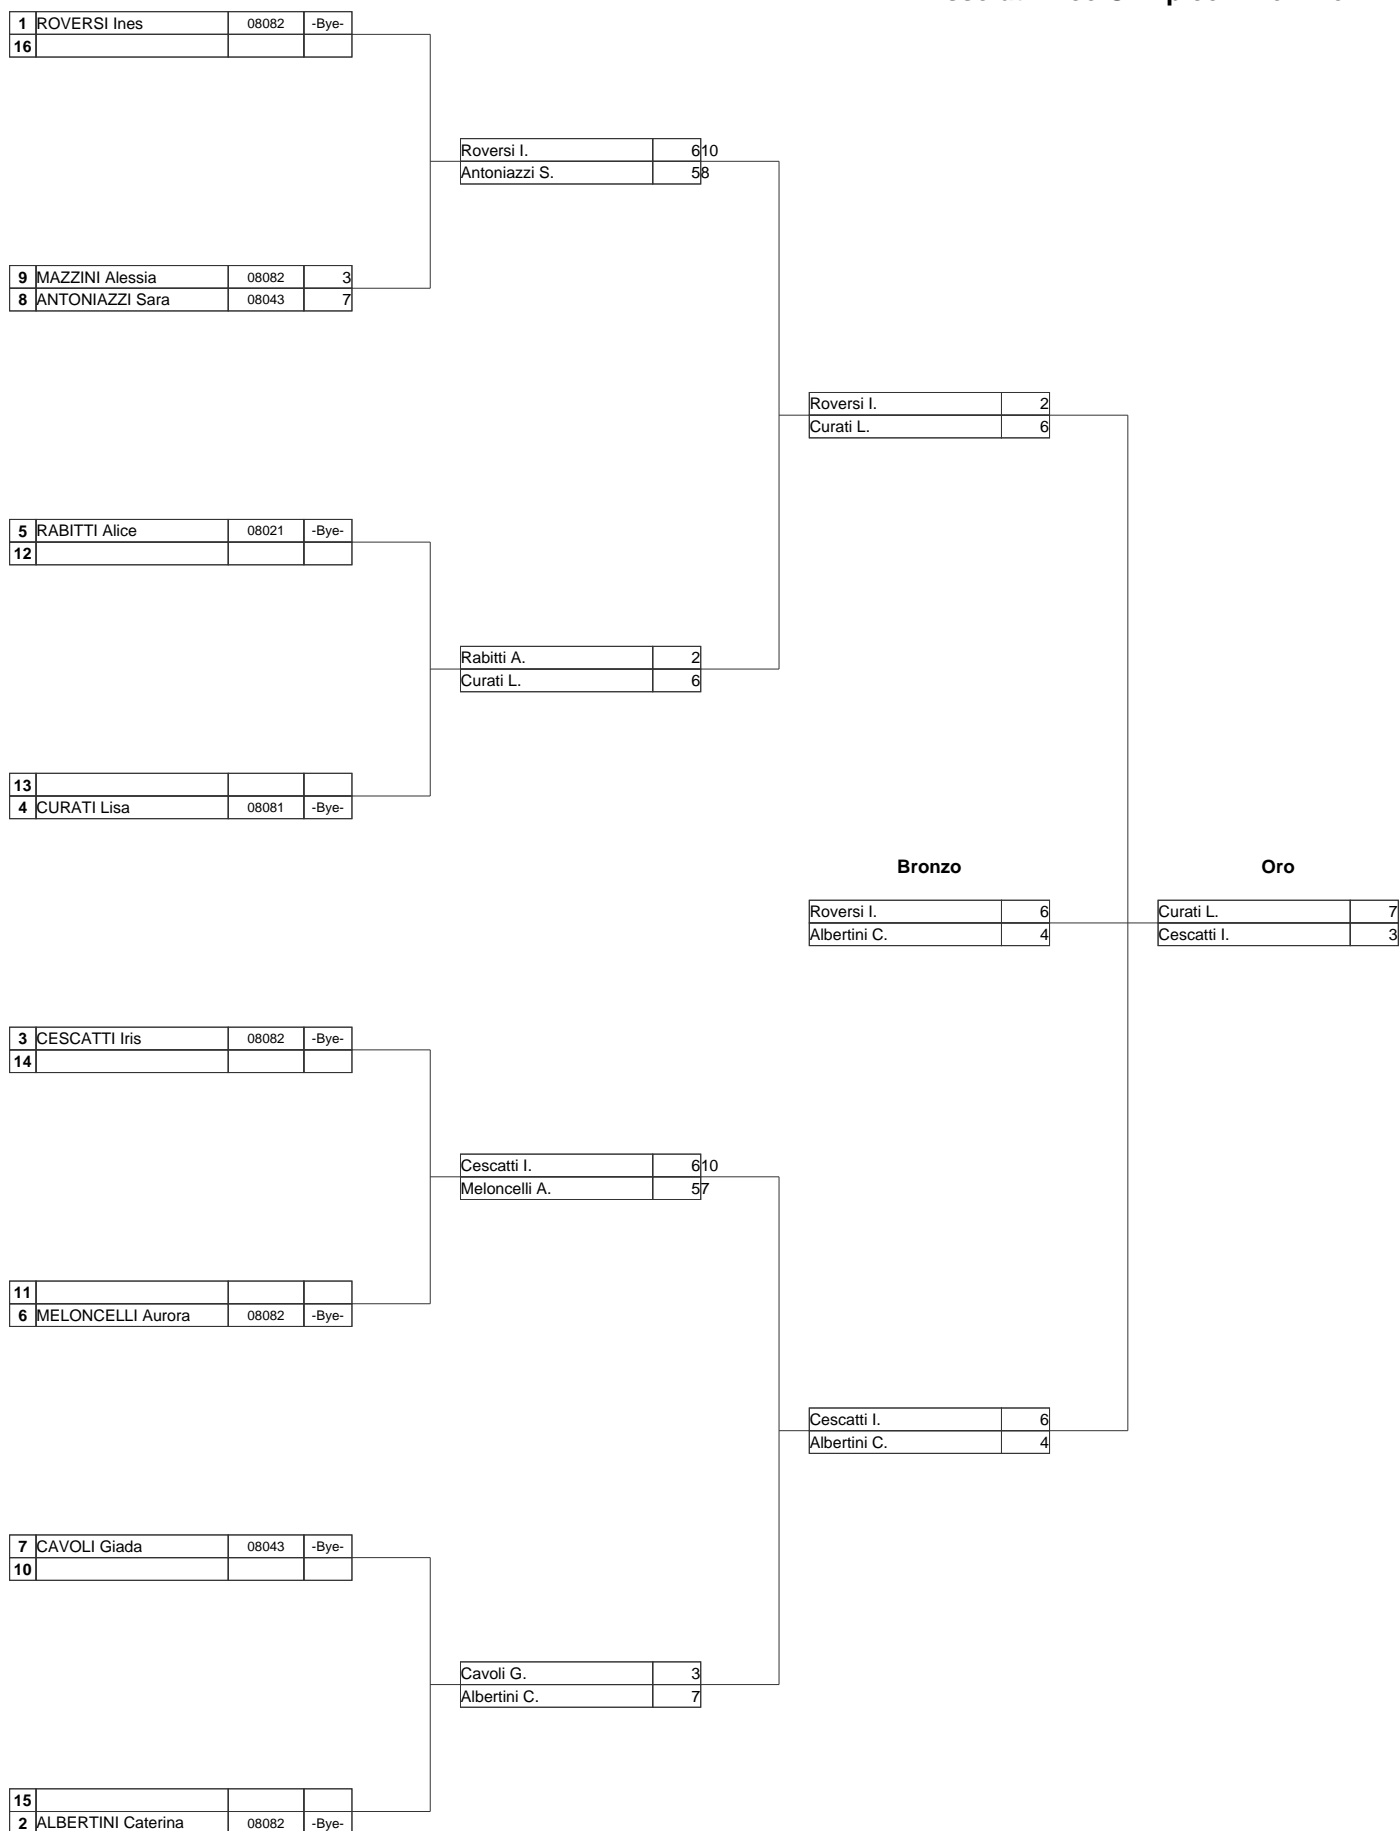 1 ROVERSI Ines 08082 -Bye-
16
Roversi I. 6 10
Antoniazzi S. 5 8
9 MAZZINI Alessia 08082 3
8 ANTONIAZZI Sara 08043 7
Roversi I. 2
Curati L. 6
5 RABITTI Alice 08021 -Bye-
12
Rabitti A. 2
Curati L. 6
13
4 CURATI Lisa 08081 -Bye-
Bronzo Oro
Roversi I. 6 Curati L. 7
Albertini C. 4 Cescatti I. 3
3 CESCATTI Iris 08082 -Bye-
14
Cescatti I. 6 10
Meloncelli A. 5 7
11
6 MELONCELLI Aurora 08082 -Bye-
Cescatti I. 6
Albertini C. 4
7 CAVOLI Giada 08043 -Bye-
10
Cavoli G. 3
Albertini C. 7
15
2 ALBERTINI Caterina 08082 -Bye-